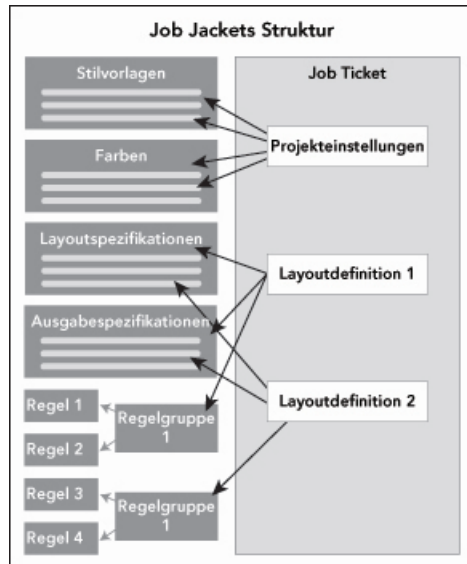 Job Jackets Struktur
Stilvorlagen
Farben
Layoutspezifikationen
Ausgabespezifikationen
Regel 1
Regel 2
Regelgruppe
1
Regel 3
Regel 4
Regelgruppe
1
Job Ticket
Projekteinstellungen
Layoutdefinition 1
Layoutdefinition 2